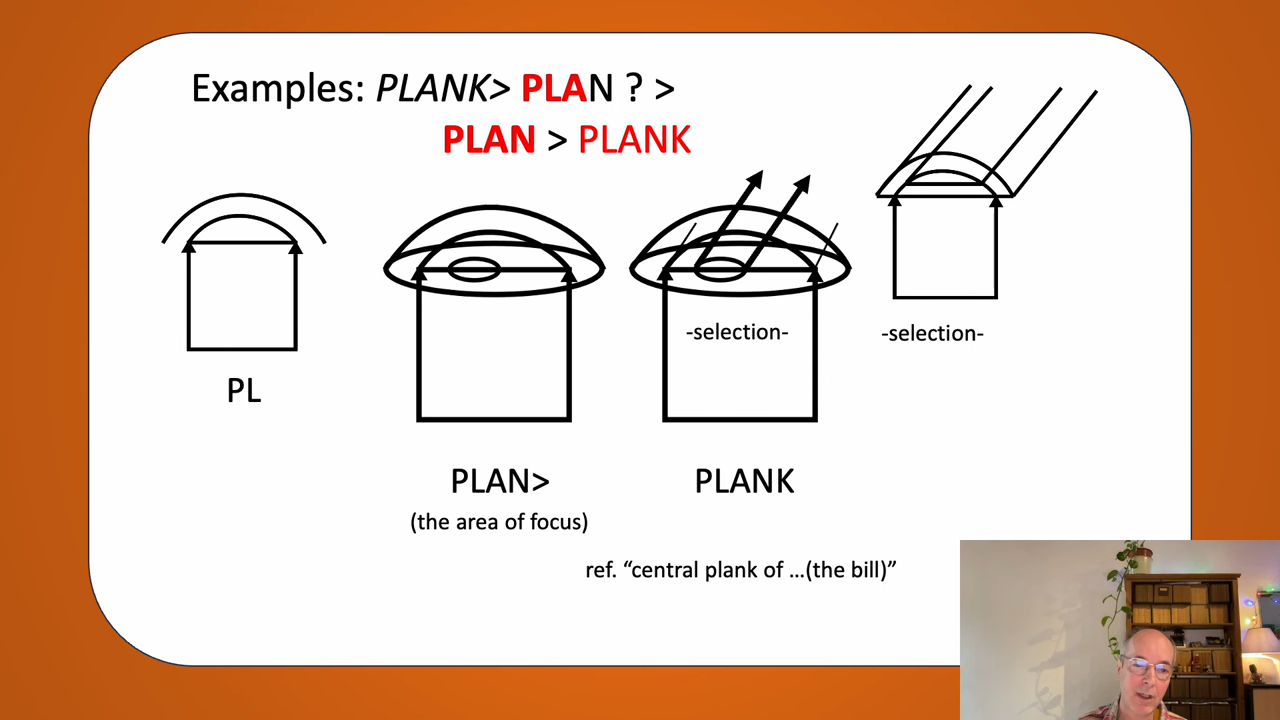 Examples: PLANK> PLAN ? >
PLAN > PLANK
-selection-
-selection-
PL
PLAN>
PLANK
(the area of focus)
ref. “central plank of ...(the bill)”